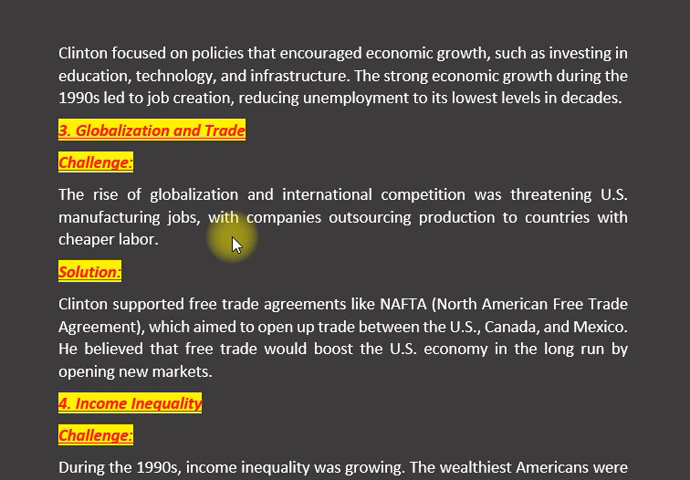 Clinton focused on policies that encouraged economic growth, such as investing in
education, technology, and infrastructure. The strong economic growth during the
1990s led to job creation, reducing unemployment to its lowest levels in decades.
3. Globalization and Trade
Challenge:
The rise of globalization and international competition was threatening U.S.
manufacturing jobs, with companies outsourcing production to countries with
cheaper labor.
Solution:
Clinton supported free trade agreements like NAFTA (North American Free Trade
Agreement), which aimed to open up trade between the U.S., Canada, and Mexico.
He believed that free trade would boost the U.S. economy in the long run by
opening new markets.
4. Income Inequality
Challenge:
During the 1990s, income inequality was growing. The wealthiest Americans were